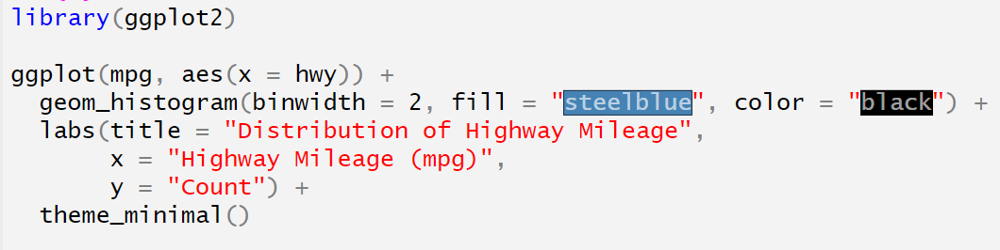 library(ggplot2)
ggplot(mpg, aes(x = hwy)) +
  geom_histogram(binwidth = 2, fill = "steelblue", color = "black") +
  labs(title = "Distribution of Highway Mileage",
       x = "Highway Mileage (mpg)",
       y = "Count") +
  theme_minimal()